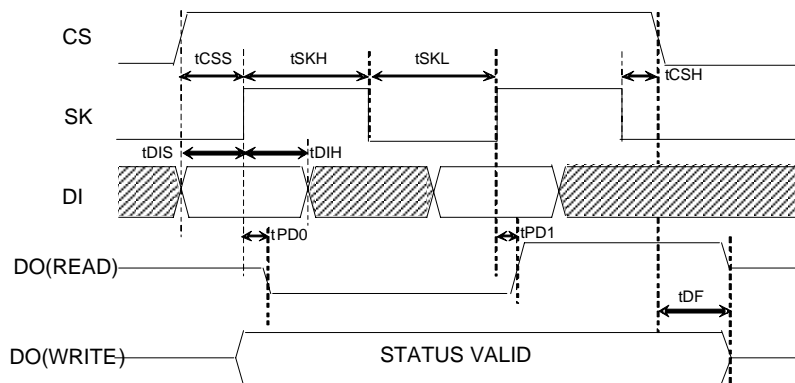 CS
tCSS tSKH tSKL tCSH
SK
tDIS tDIH
DI
tPD0 tPD1
DO(READ)
tDF
DO(WRITE) STATUS VALID